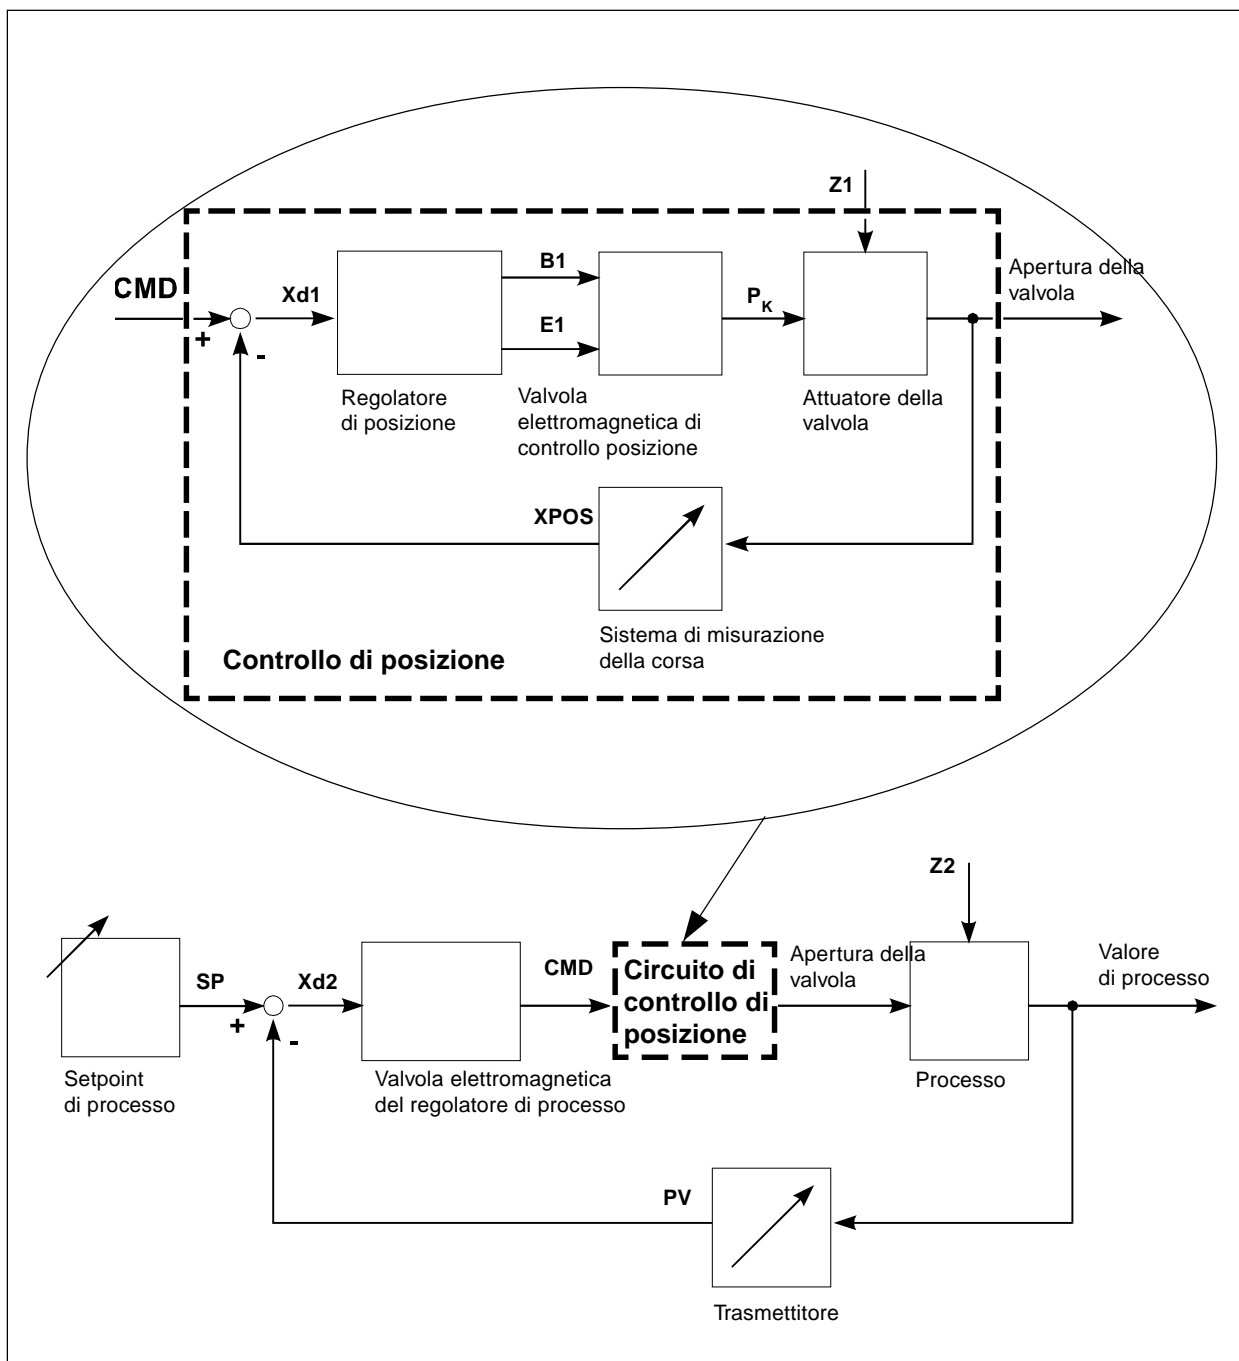 Z1
CMD
+
-
Xd1
B1
E1
P_K
Apertura della
valvola
Regolatore
di posizione
Valvola
elettromagnetica di
controllo posizione
Attuatore della
valvola
XPOS
Sistema di misurazione
della corsa
Controllo di posizione
Z2
SP
+
-
Xd2
CMD
Circuito di
controllo di
posizione
Apertura della
valvola
Valore
di processo
Setpoint
di processo
Valvola elettromagnetica
del regolatore di processo
Processo
PV
Trasmettitore